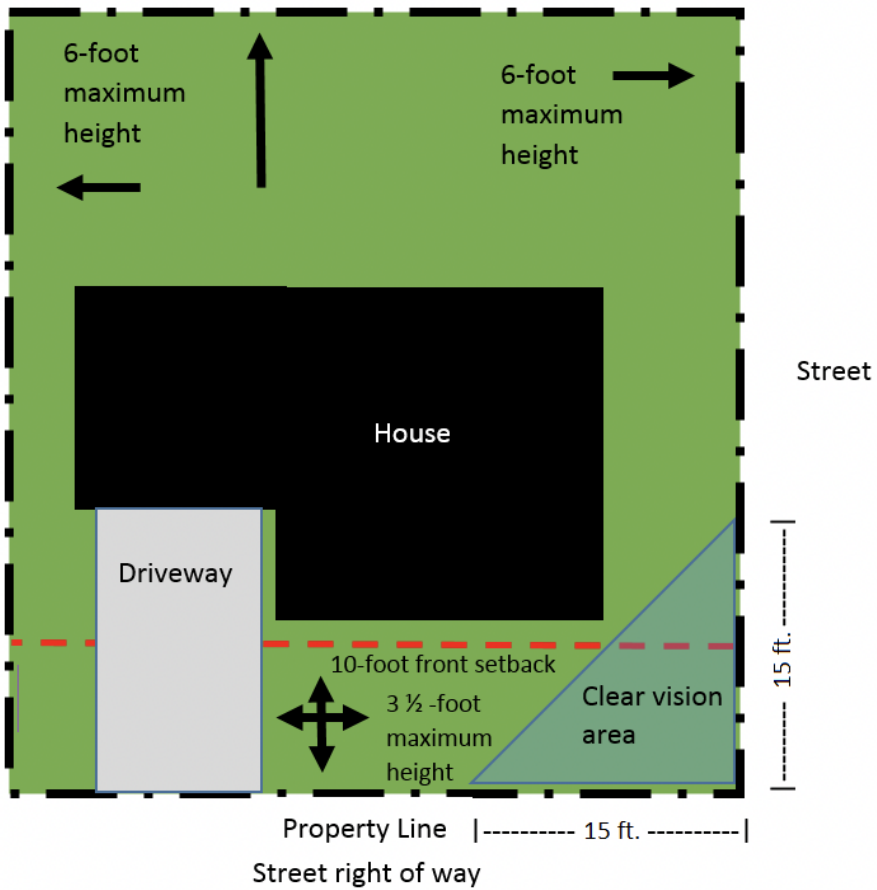 6-foot
maximum
height
6-foot
maximum
height
Street
House
Driveway
10-foot front setback
3 ½ -foot
maximum
height
Clear vision
area
15 ft.
Property Line
|---------- 15 ft. ----------|
Street right of way